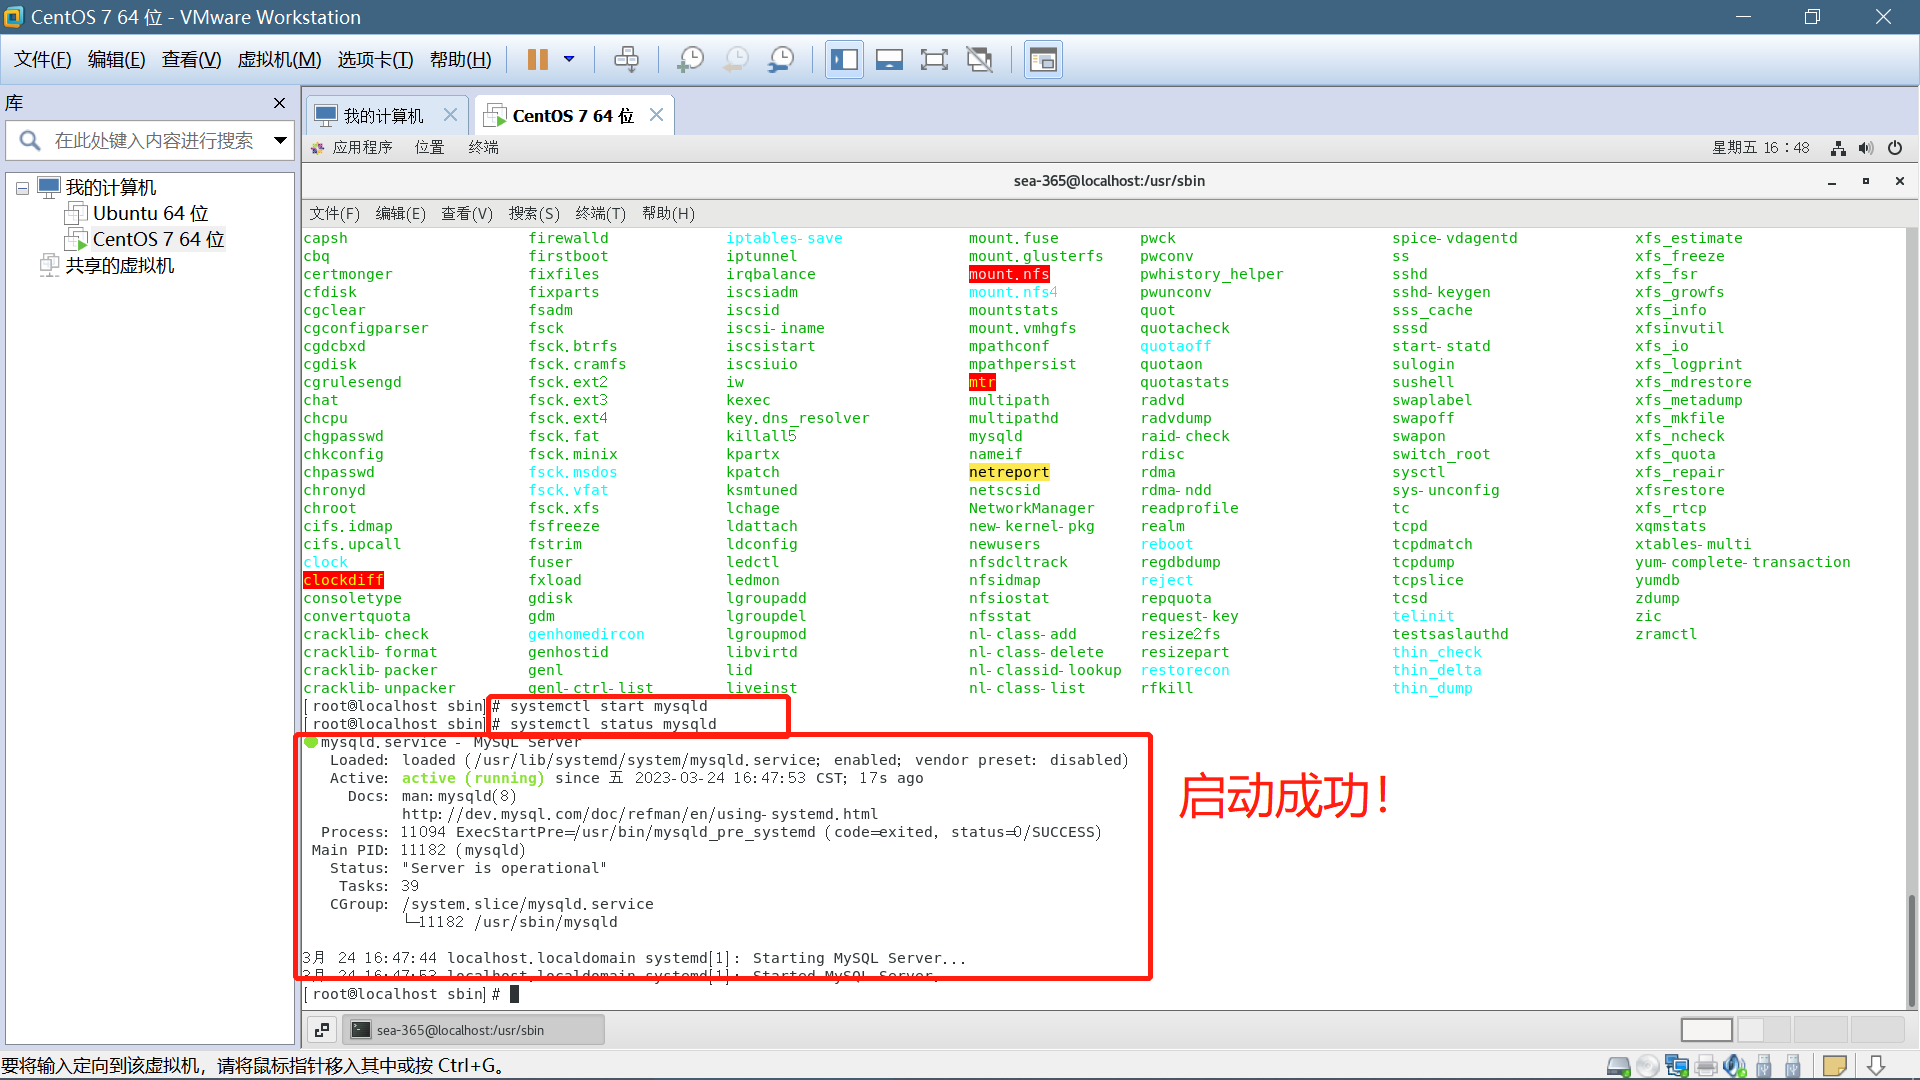 CentOS 7 64 位 - VMware Workstation
文件(F) 编辑(E) 查看(V) 虚拟机(M) 选项卡(T) 帮助(H)
库
在此处键入内容进行搜索
我的计算机
Ubuntu 64 位
CentOS 7 64 位
共享的虚拟机
我的计算机 CentOS 7 64 位
应用程序 位置 终端 星期五 16：48
sea-365@localhost:/usr/sbin
文件(F) 编辑(E) 查看(V) 搜索(S) 终端(T) 帮助(H)
capsh firewalld iptables-save mount.fuse pwck spice-vdagentd xfs_estimate
cbq firstboot iptunnel mount.glusterfs pwconv ss xfs_freeze
certmonger fixfiles irqbalance mount.nfs pwhistory_helper sshd xfs_fsr
cfdisk fixparts iscsiadm mount.nfs4 pwunconv sshd-keygen xfs_growfs
cgclear fsadm iscsid mountstats quot sss_cache xfs_info
cgconfigparser fsck iscsi-iname mount.vmhgfs quotacheck sssd xfsinvutil
cgdcbxd fsck.btrfs iscsistart mpathconf quotaoff start-statd xfs_io
cgdisk fsck.cramfs iscsiuio mpathpersist quotaon sulogin xfs_logprint
cgrulesengd fsck.ext2 iw mtr quotastats sushell xfs_mdrestore
chat fsck.ext3 kexec multipath radvd swaplabel xfs_metadump
chcpu fsck.ext4 key.dns_resolver multipathd radvdump swapoff xfs_mkfile
chgpasswd fsck.fat killall5 mysqld raid-check swapon xfs_ncheck
chkconfig fsck.minix kpartx nameif rdisc switch_root xfs_quota
chpasswd fsck.msdos kpatch netreport rdma sysctl xfs_repair
chronyd fsck.vfat ksmtuned netscsid rdma-ndd sys-unconfig xfsrestore
chroot fsck.xfs lchage NetworkManager readprofile tc xfs_rtcp
cifs.idmap fsfreeze ldattach new-kernel-pkg realm tcpd xqmstats
cifs.upcall fstrim ldconfig newusers reboot tcpdmatch xtables-multi
clock fuser ledctl nfsdcltrack regdbdump tcpdump yum-complete-transaction
clockdiff fxload ledmon nfsidmap reject tcpslice yumdb
consoletype gdisk lgroupadd nfsiostat repquota tcsd zdump
convertquota gdm lgroupdel nfsstat request-key telinit zic
cracklib-check genhomedircon lgroupmod nl-class-add resize2fs testsaslauthd zramctl
cracklib-format genhostid libvirtd nl-class-delete resizepart thin_check
cracklib-packer genl lid nl-classid-lookup restorecon thin_delta
cracklib-unpacker genl-ctrl-list liveinst nl-class-list rfkill thin_dump
[root@localhost sbin]# systemctl start mysqld
[root@localhost sbin]# systemctl status mysqld
mysqld.service - MySQL Server
Loaded: loaded (/usr/lib/systemd/system/mysqld.service; enabled; vendor preset: disabled)
Active: active (running) since 五 2023-03-24 16:47:53 CST; 17s ago
Docs: man:mysqld(8)
http://dev.mysql.com/doc/refman/en/using-systemd.html
Process: 11094 ExecStartPre=/usr/bin/mysqld_pre_systemd (code=exited, status=0/SUCCESS)
Main PID: 11182 (mysqld)
Status: "Server is operational"
Tasks: 39
CGroup: /system.slice/mysqld.service
└─11182 /usr/sbin/mysqld
启动成功！
3月 24 16:47:44 localhost.localdomain systemd[1]: Starting MySQL Server...
3月 24 16:47:53 localhost.localdomain systemd[1]: Started MySQL Server.
[root@localhost sbin]#
sea-365@localhost:/usr/sbin
要将输入定向到该虚拟机，请将鼠标指针移入其中或按 Ctrl+G。